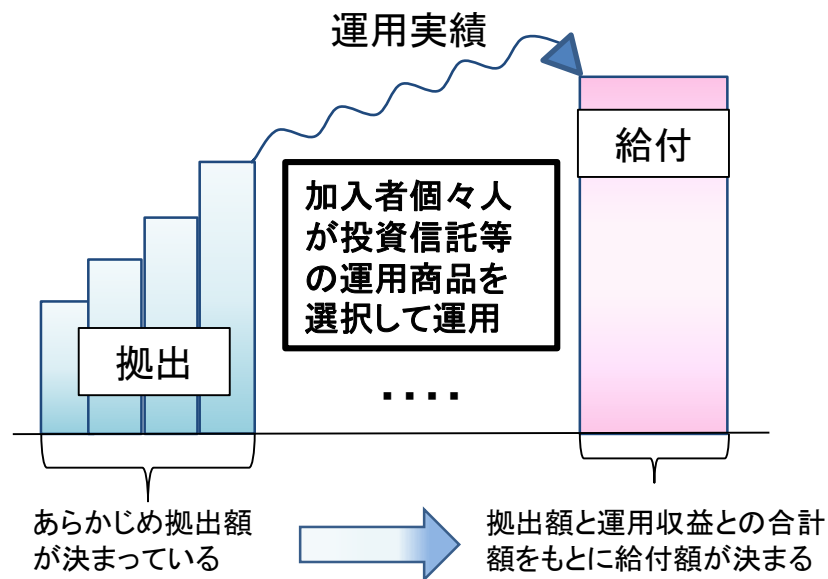 運用実績
給付
加入者個々人
が投資信託等
の運用商品を
選択して運用
拠出
‥‥
あらかじめ拠出額
が決まっている
拠出額と運用収益との合計
額をもとに給付額が決まる